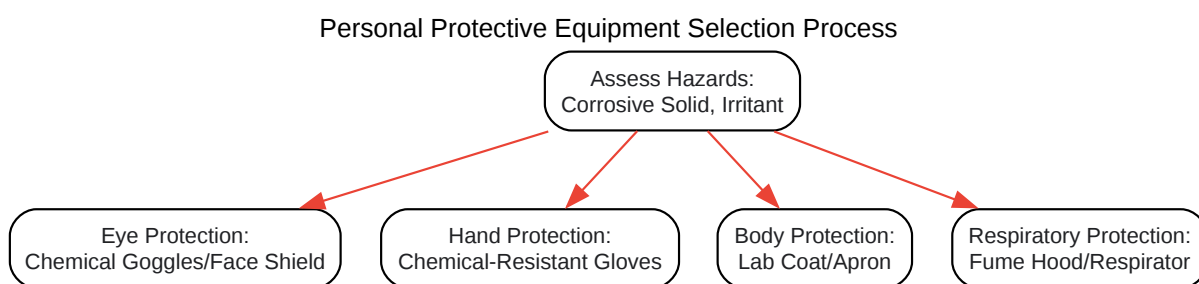 Personal Protective Equipment Selection Process
Assess Hazards:
Corrosive Solid, Irritant
Eye Protection:
Chemical Goggles/Face Shield
Hand Protection:
Chemical-Resistant Gloves
Body Protection:
Lab Coat/Apron
Respiratory Protection:
Fume Hood/Respirator